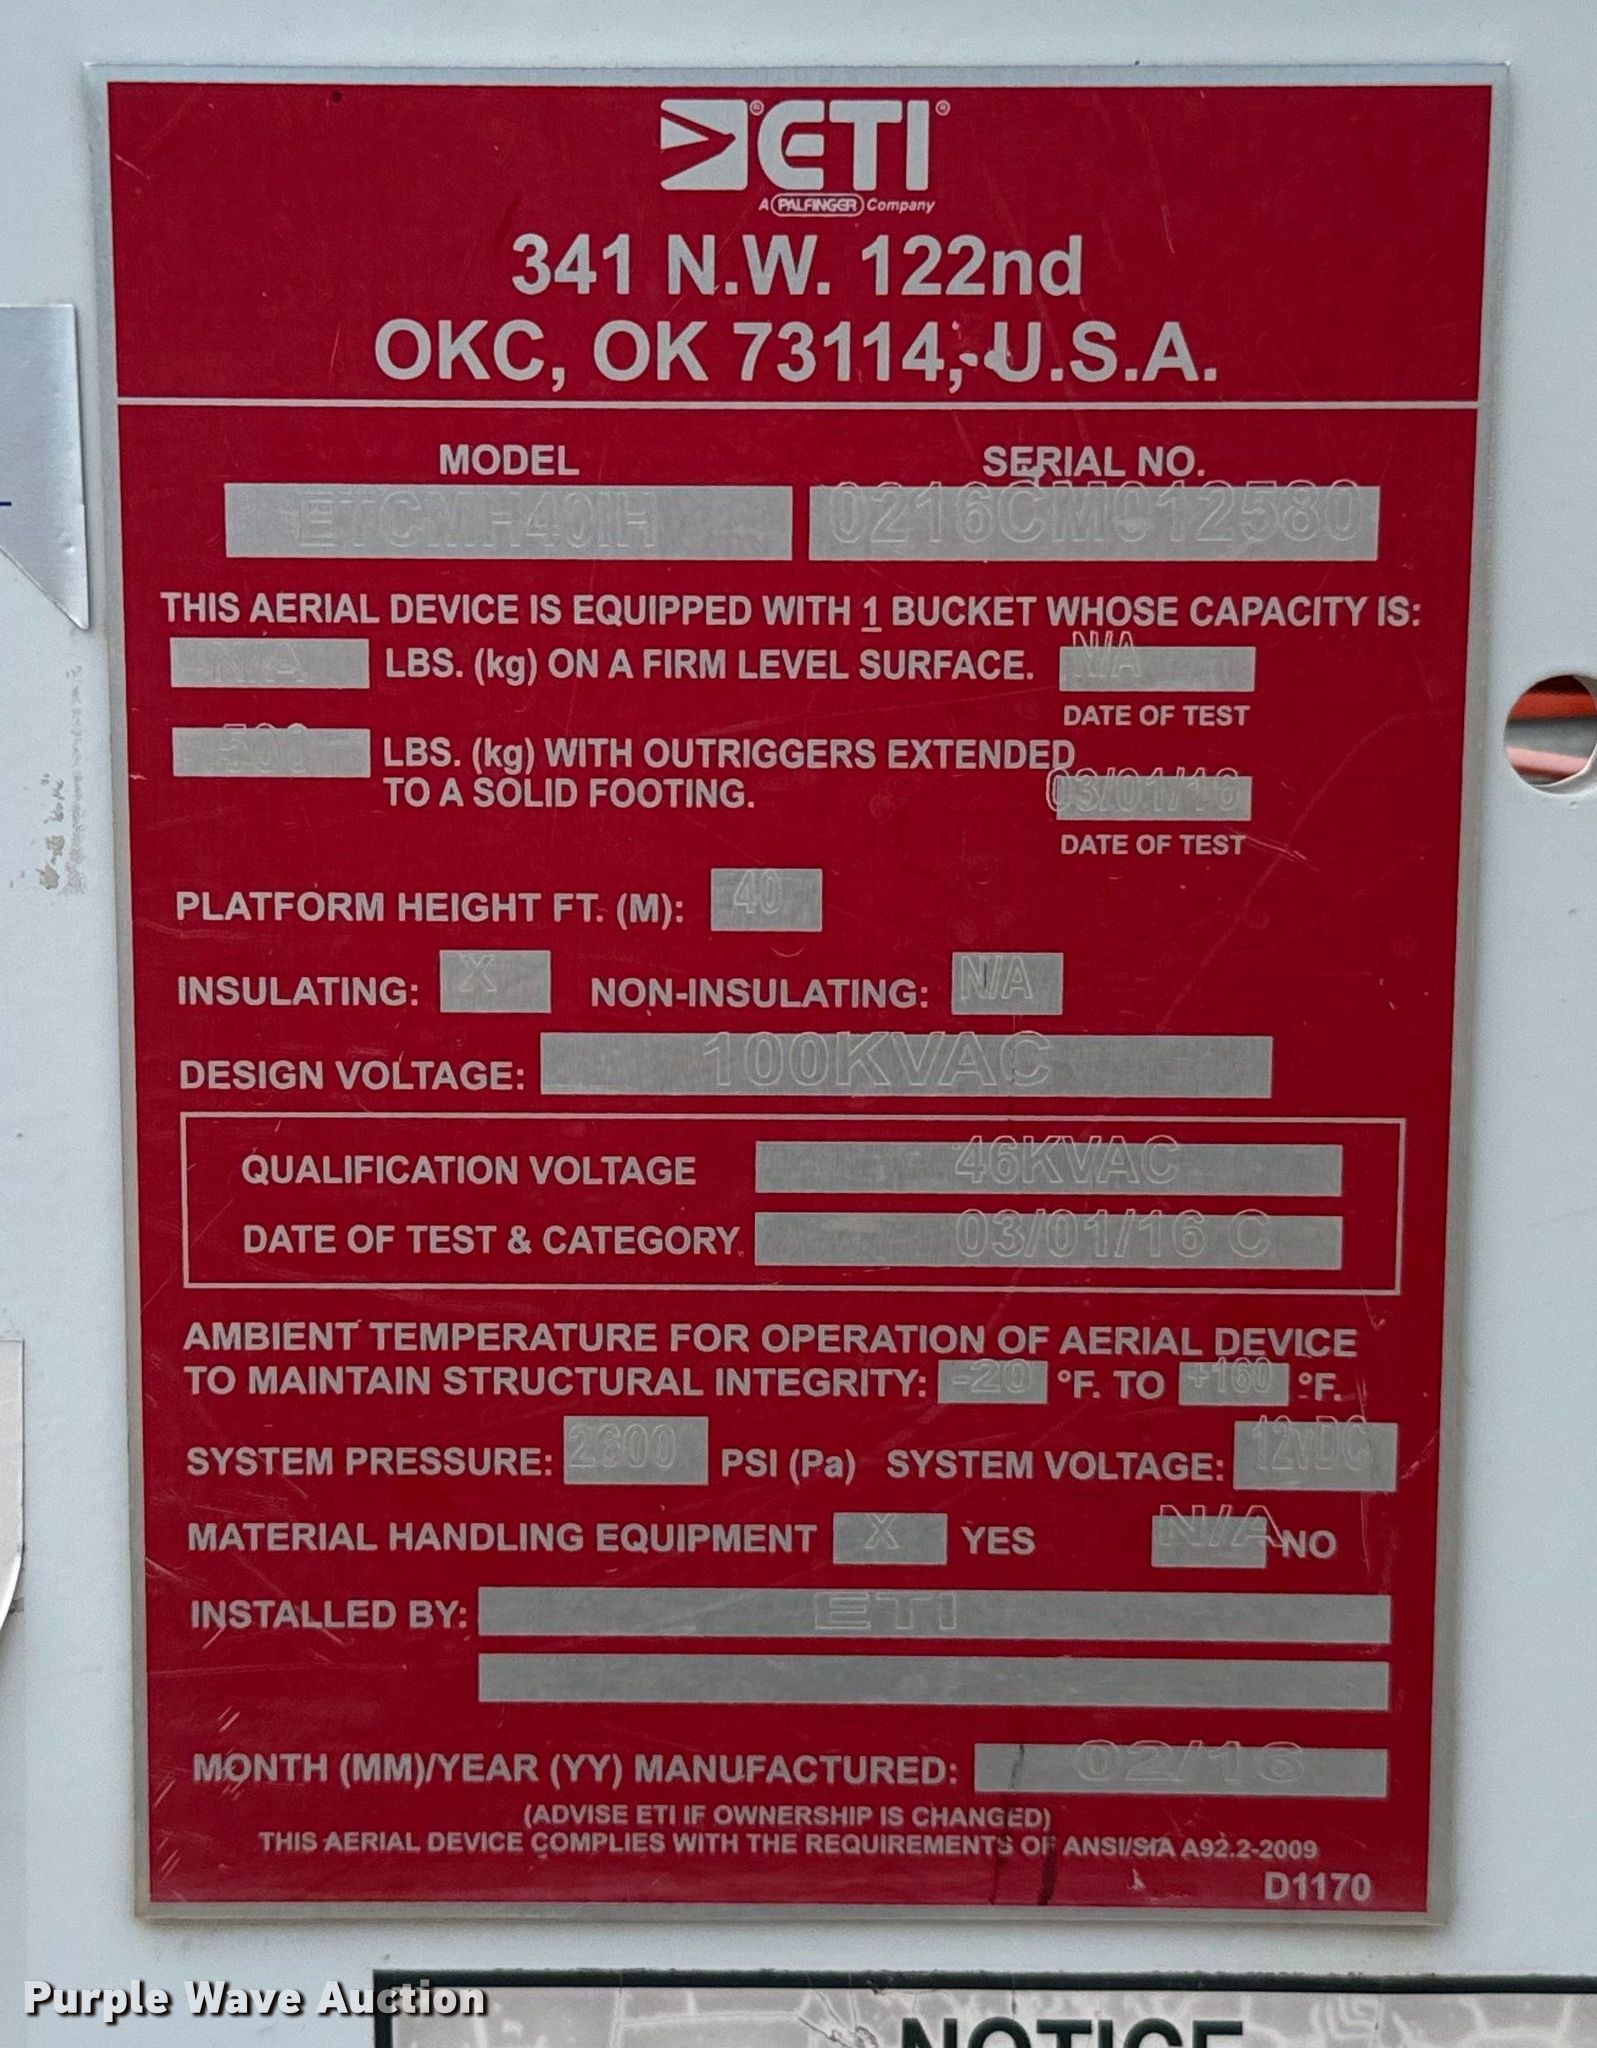 ETI
A PALFINGER Company
341 N.W. 122nd
OKC, OK 73114, U.S.A.
MODEL SERIAL NO.
ETCMH40IH 0216CM012580
THIS AERIAL DEVICE IS EQUIPPED WITH 1 BUCKET WHOSE CAPACITY IS:
N/A LBS. (kg) ON A FIRM LEVEL SURFACE. N/A
DATE OF TEST
500 LBS. (kg) WITH OUTRIGGERS EXTENDED
TO A SOLID FOOTING. 03/01/16
DATE OF TEST
PLATFORM HEIGHT FT. (M): 40
INSULATING: X NON-INSULATING: N/A
DESIGN VOLTAGE: 100KVAC
QUALIFICATION VOLTAGE 46KVAC
DATE OF TEST & CATEGORY 03/01/16 C
AMBIENT TEMPERATURE FOR OPERATION OF AERIAL DEVICE
TO MAINTAIN STRUCTURAL INTEGRITY: -20 °F. TO +160 °F.
SYSTEM PRESSURE: PSI (Pa) SYSTEM VOLTAGE: 12vDC
MATERIAL HANDLING EQUIPMENT X YES N/A NO
INSTALLED BY: ETI
MONTH (MM)/YEAR (YY) MANUFACTURED: 02/16
(ADVISE ETI IF OWNERSHIP IS CHANGED)
THIS AERIAL DEVICE COMPLIES WITH THE REQUIREMENTS OF ANSI/SIA A92.2-2009
D1170
Purple Wave Auction
NOTICE